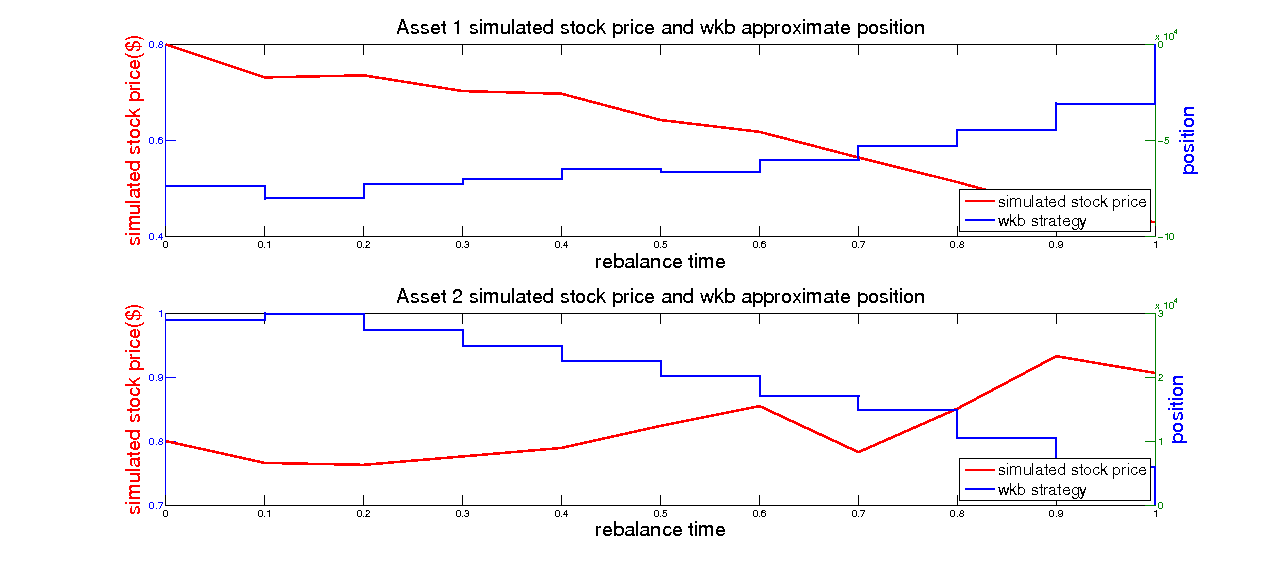 Asset 1 simulated stock price and wkb approximate position
x 10^4
simulated stock price($)
0.8
0.6
0.4
0
-5
-10
position
simulated stock price
wkb strategy
0 0.1 0.2 0.3 0.4 0.5 0.6 0.7 0.8 0.9 1
rebalance time
Asset 2 simulated stock price and wkb approximate position
x 10^4
simulated stock price($)
1
0.9
0.8
0.7
3
2
1
0
position
simulated stock price
wkb strategy
0 0.1 0.2 0.3 0.4 0.5 0.6 0.7 0.8 0.9 1
rebalance time